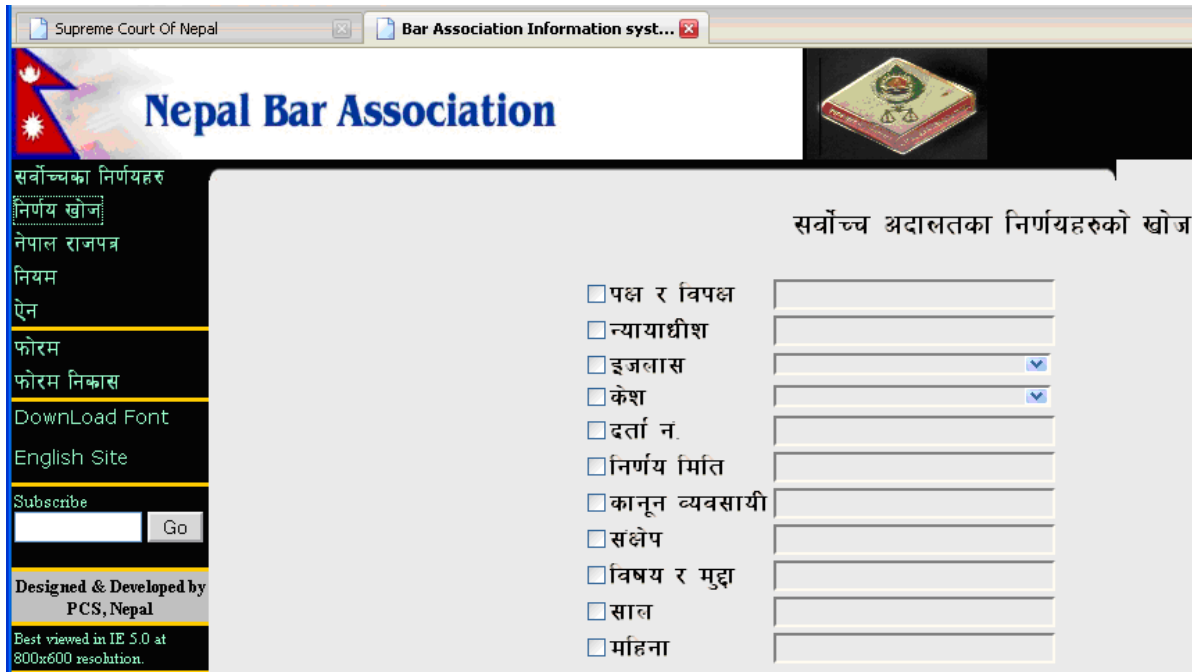 Supreme Court Of Nepal
Bar Association Information syst...
Nepal Bar Association
सर्वोच्चका निर्णयहरु
निर्णय खोज
नेपाल राजपत्र
नियम
ऐन
फोरम
फोरम निकास
DownLoad Font
English Site
Subscribe
Go
Designed & Developed by
PCS, Nepal
Best viewed in IE 5.0 at
800x600 resolution.
सर्वोच्च अदालतका निर्णयहरुको खोज
पक्ष र विपक्ष
न्यायाधीश
इजलास
केश
दर्ता नं.
निर्णय मिति
कानून व्यवसायी
संक्षेप
विषय र मुद्दा
साल
महिना